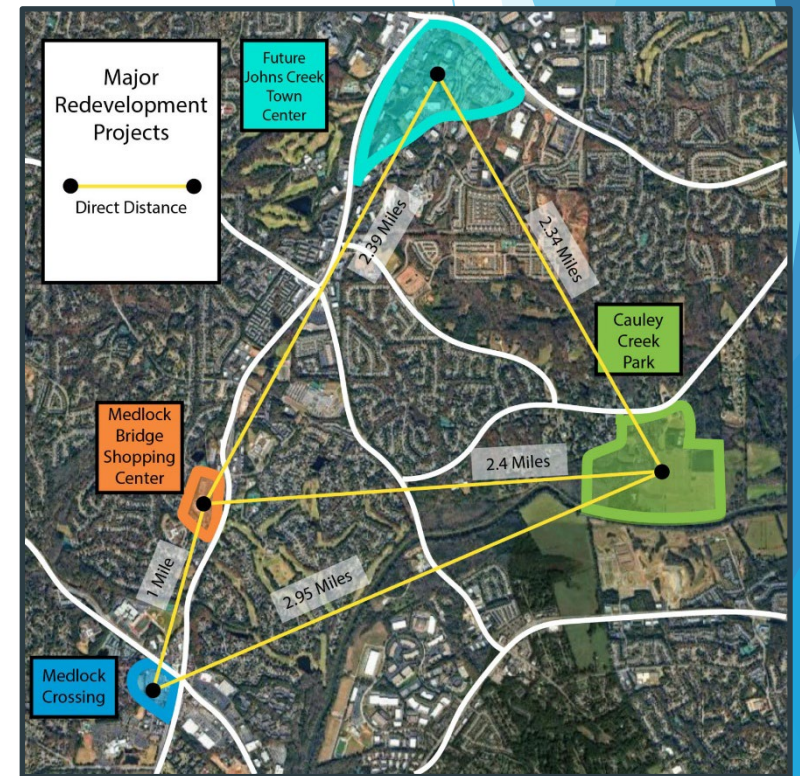 Major
Redevelopment
Projects
Direct Distance
Future
Johns Creek
Town
Center
2.39 Miles
2.34 Miles
Cauley
Creek
Park
Medlock
Bridge
Shopping
Center
2.4 Miles
1 Mile
2.95 Miles
Medlock
Crossing